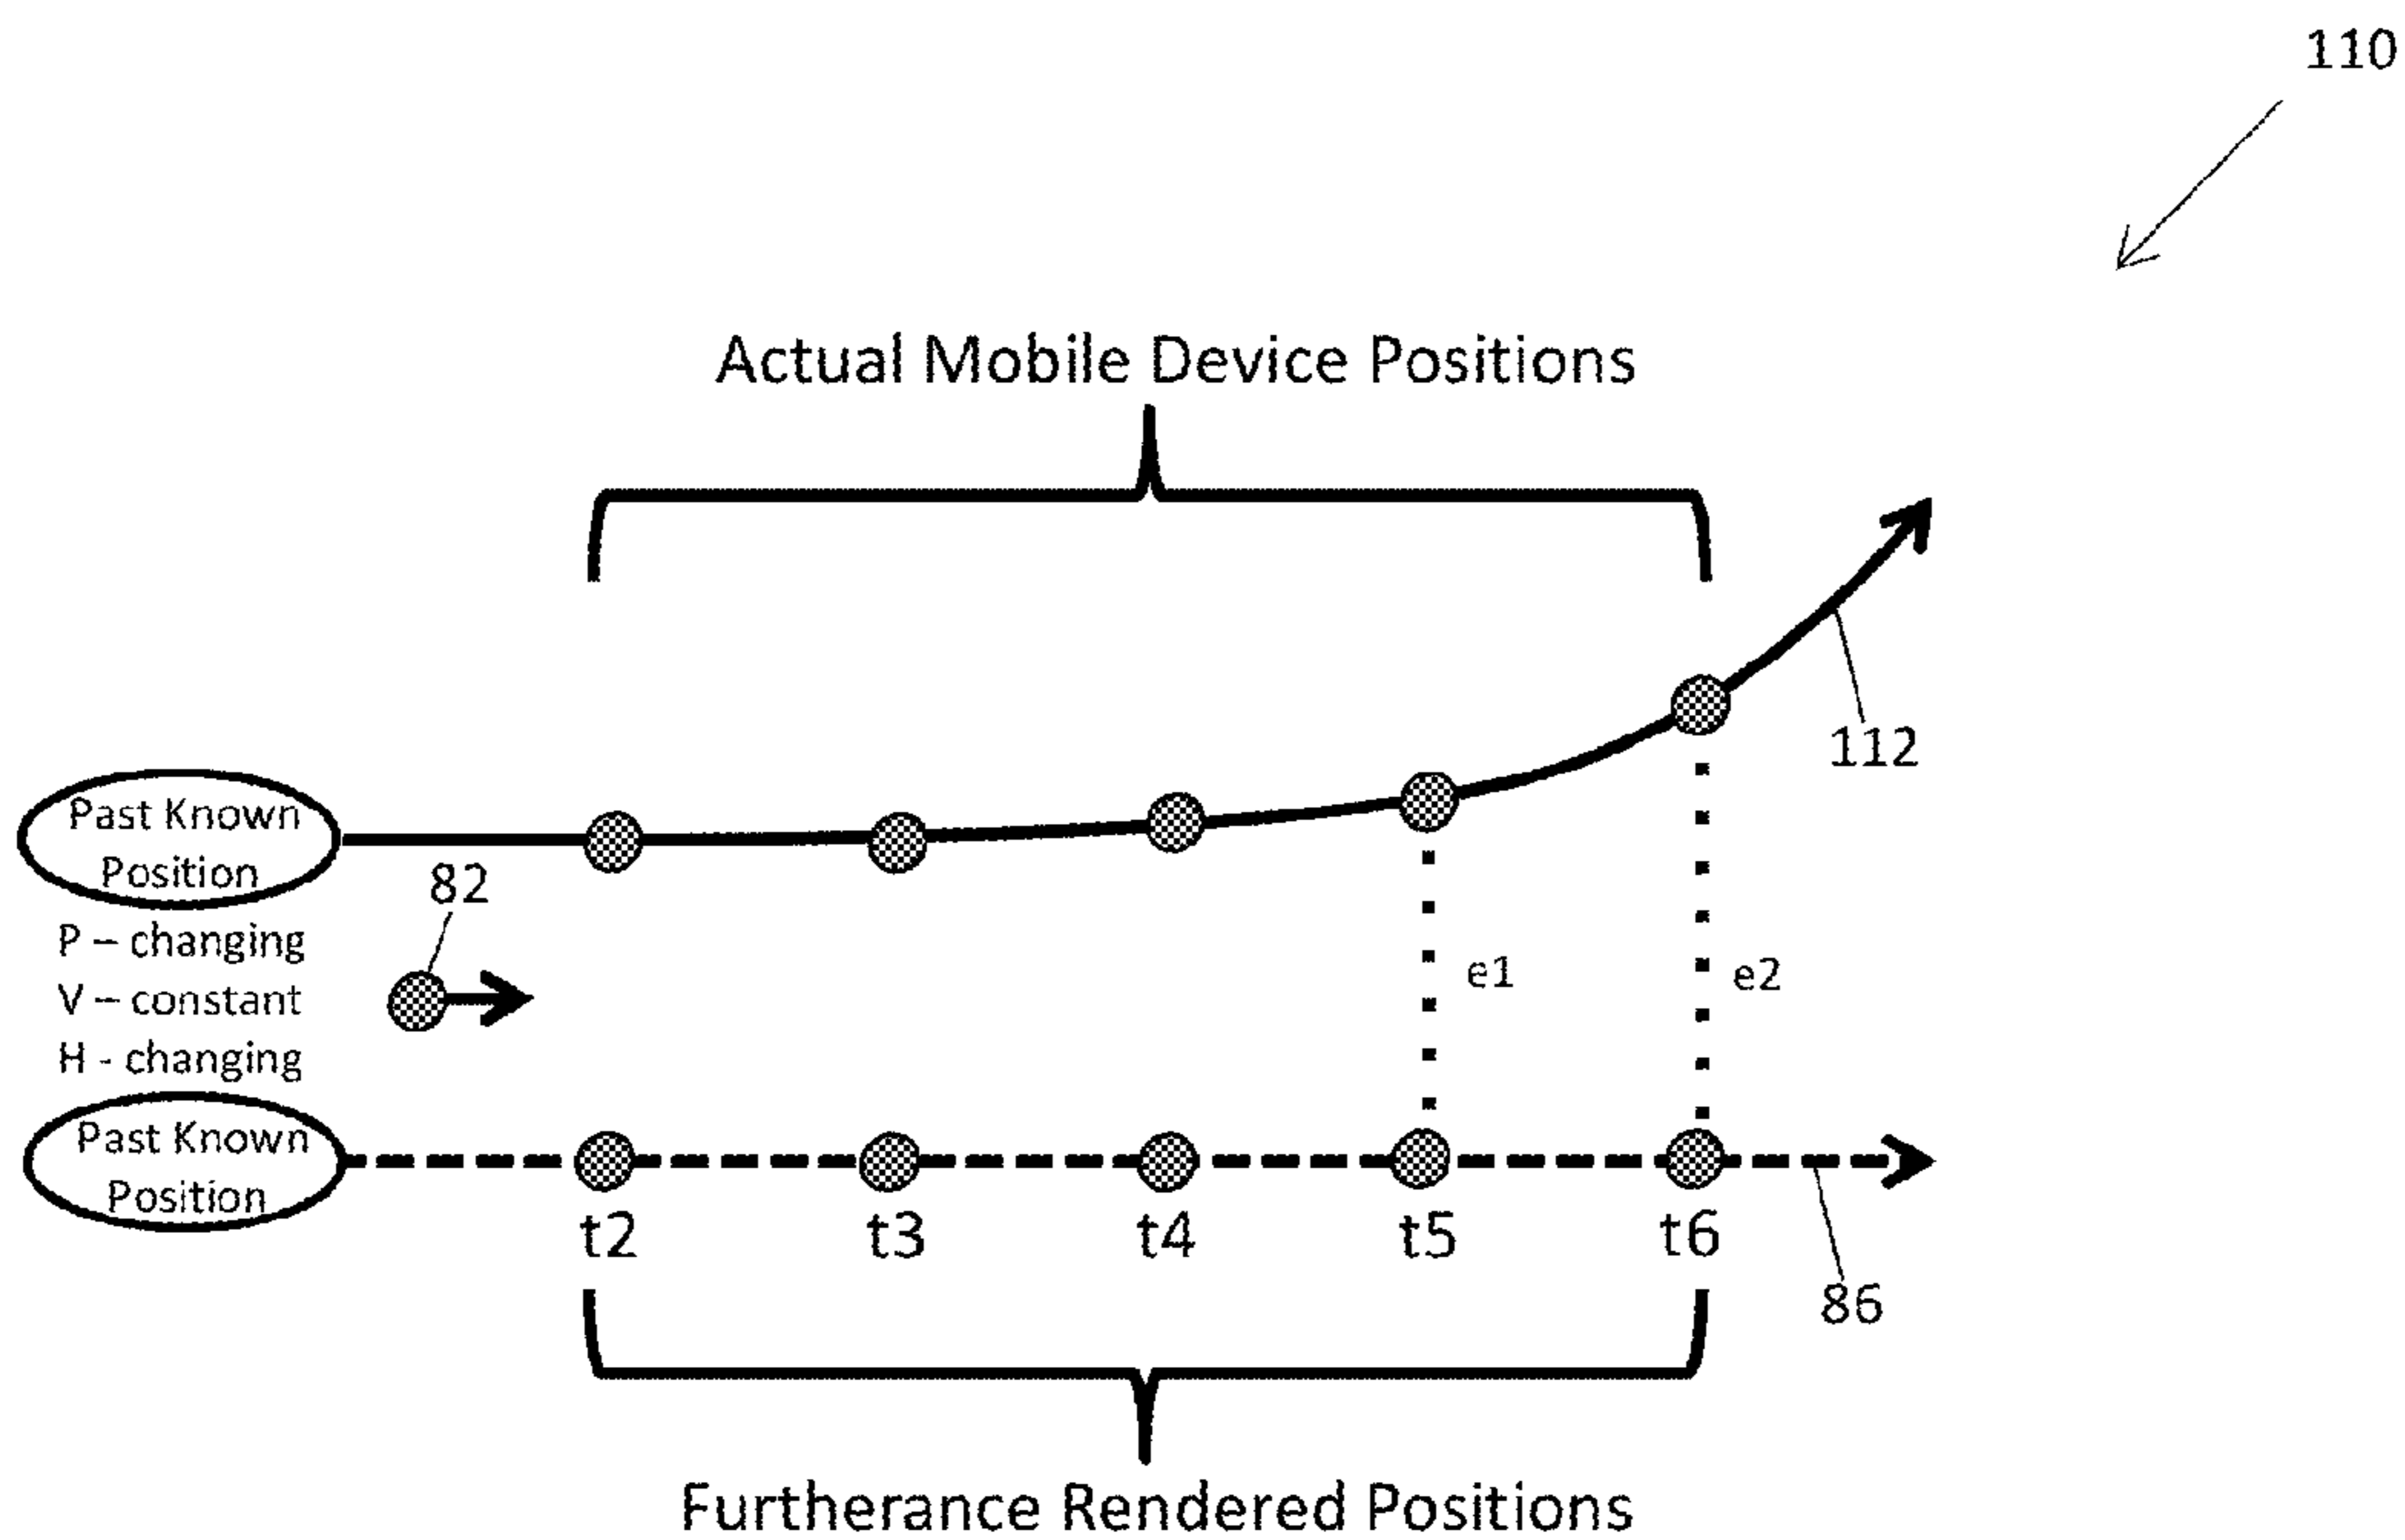 110
Actual Mobile Device Positions
112
Past Known
Position
82
P – changing
V – constant
H - changing
e1
e2
Past Known
Position
t2 t3 t4 t5 t6
86
Furtherance Rendered Positions